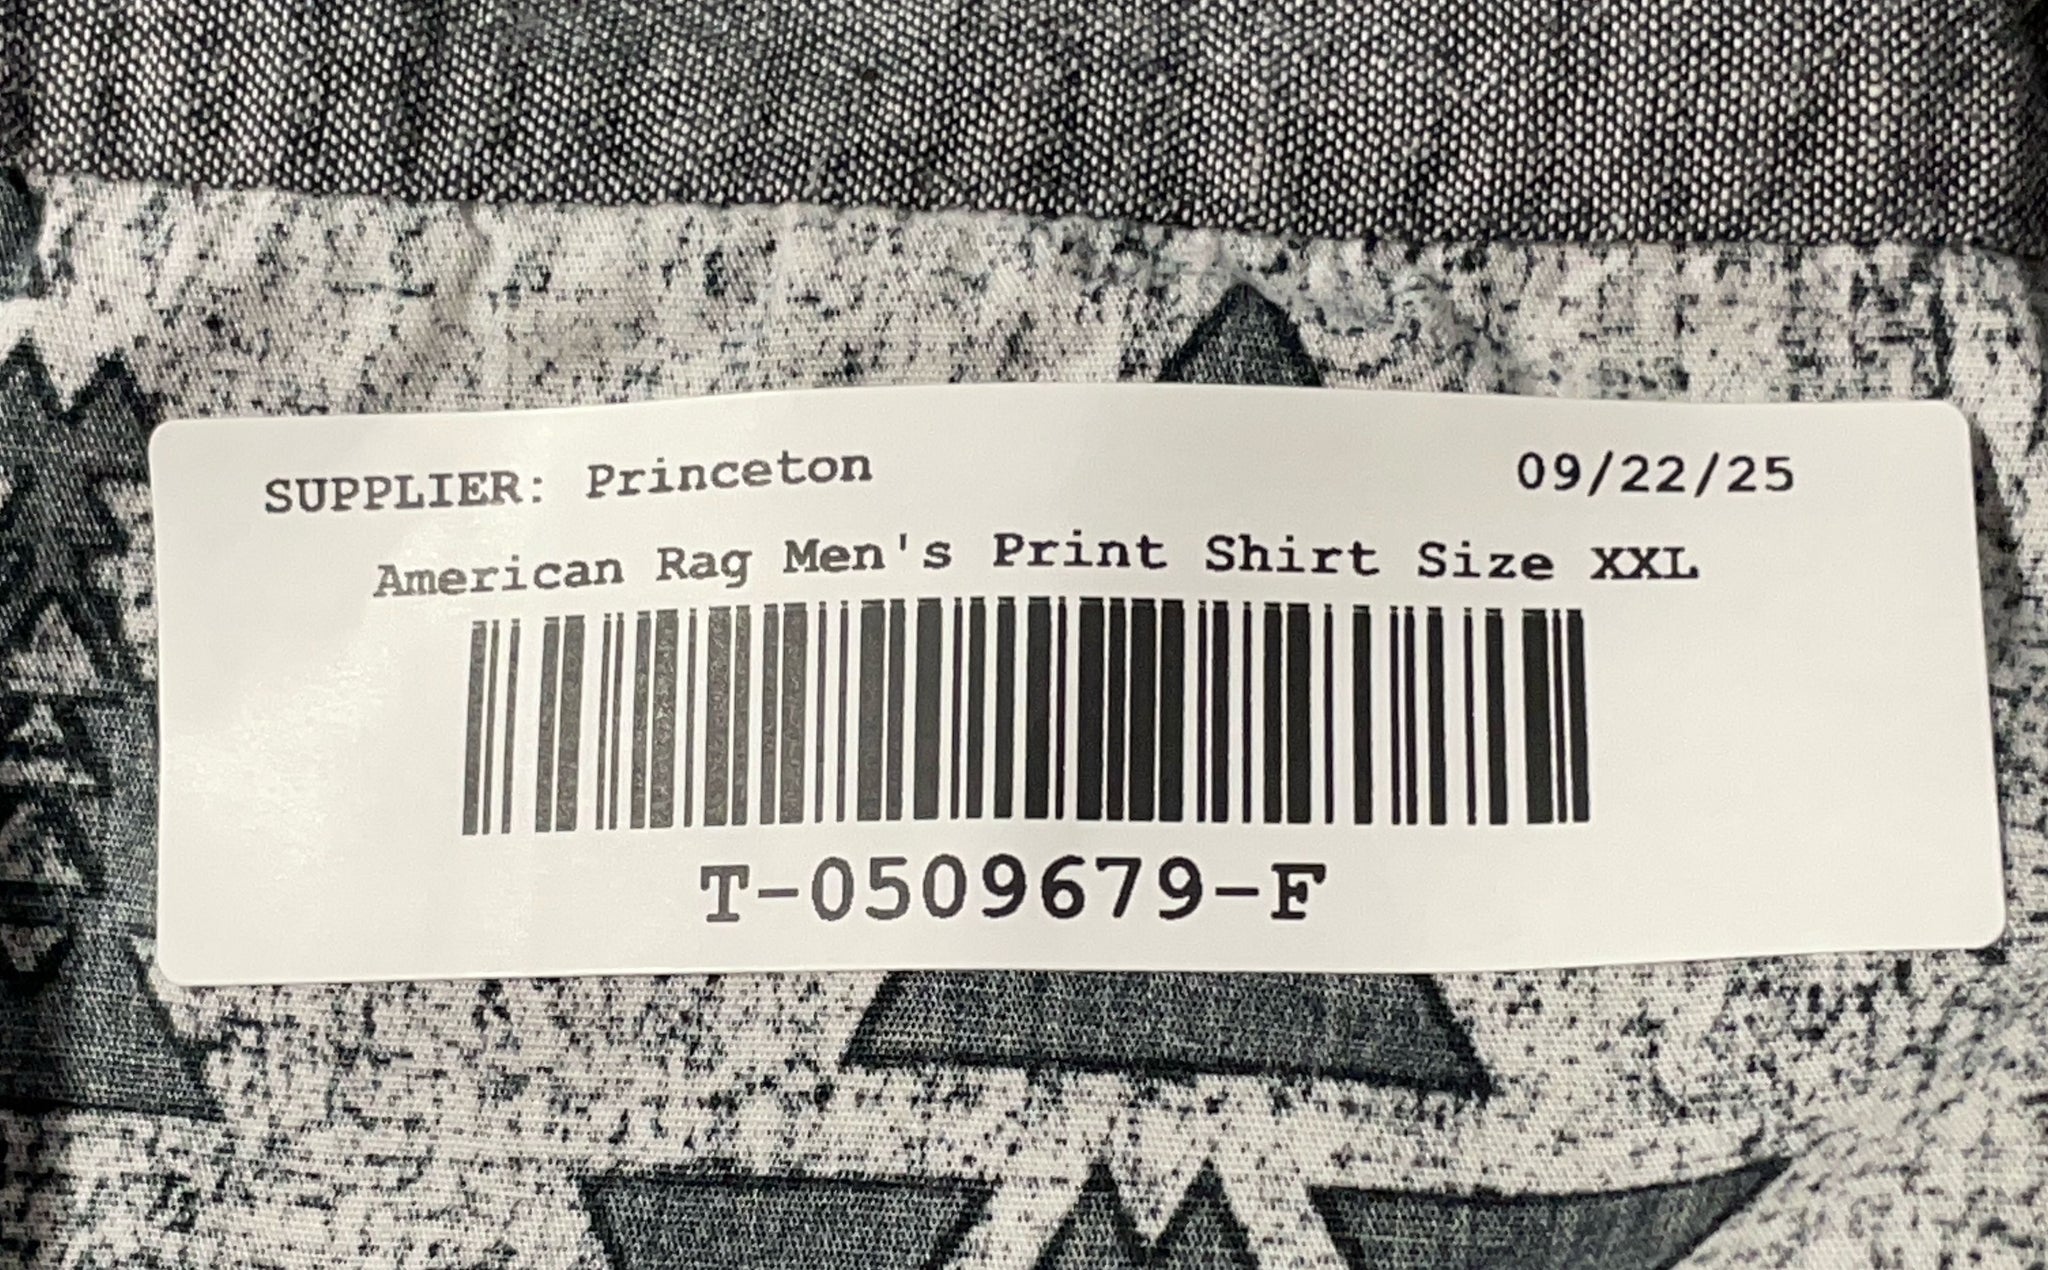 SUPPLIER: Princeton 09/22/25
American Rag Men's Print Shirt Size XXL
T-0509679-F